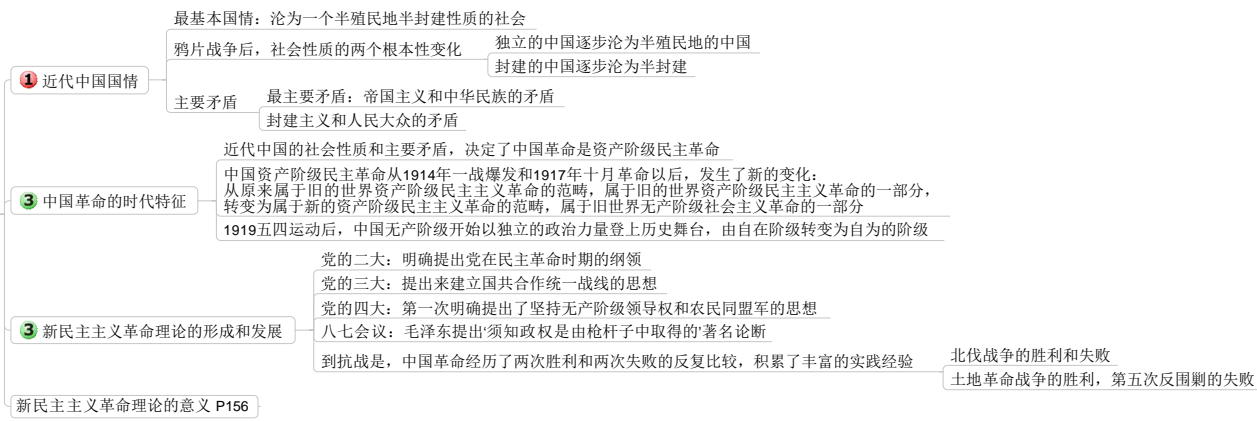 1 近代中国国情
最基本国情：沦为一个半殖民地半封建性质的社会
鸦片战争后，社会性质的两个根本性变化
独立的中国逐步沦为半殖民地的中国
封建的中国逐步沦为半封建
主要矛盾
最主要矛盾：帝国主义和中华民族的矛盾
封建主义和人民大众的矛盾
3 中国革命的时代特征
近代中国的社会性质和主要矛盾，决定了中国革命是资产阶级民主革命
中国资产阶级民主革命从1914年一战爆发和1917年十月革命以后，发生了新的变化：
从原来属于旧的世界资产阶级民主主义革命的范畴，属于旧的世界资产阶级民主主义革命的一部分，
转变为属于新的资产阶级民主主义革命的范畴，属于旧世界无产阶级社会主义革命的一部分
1919五四运动后，中国无产阶级开始以独立的政治力量登上历史舞台，由自在阶级转变为自为的阶级
3 新民主主义革命理论的形成和发展
党的二大：明确提出党在民主革命时期的纲领
党的三大：提出来建立国共合作统一战线的思想
党的四大：第一次明确提出了坚持无产阶级领导权和农民同盟军的思想
八七会议：毛泽东提出‘须知政权是由枪杆子中取得的’著名论断
到抗战是，中国革命经历了两次胜利和两次失败的反复比较，积累了丰富的实践经验
北伐战争的胜利和失败
土地革命战争的胜利，第五次反围剿的失败
新民主主义革命理论的意义 P156